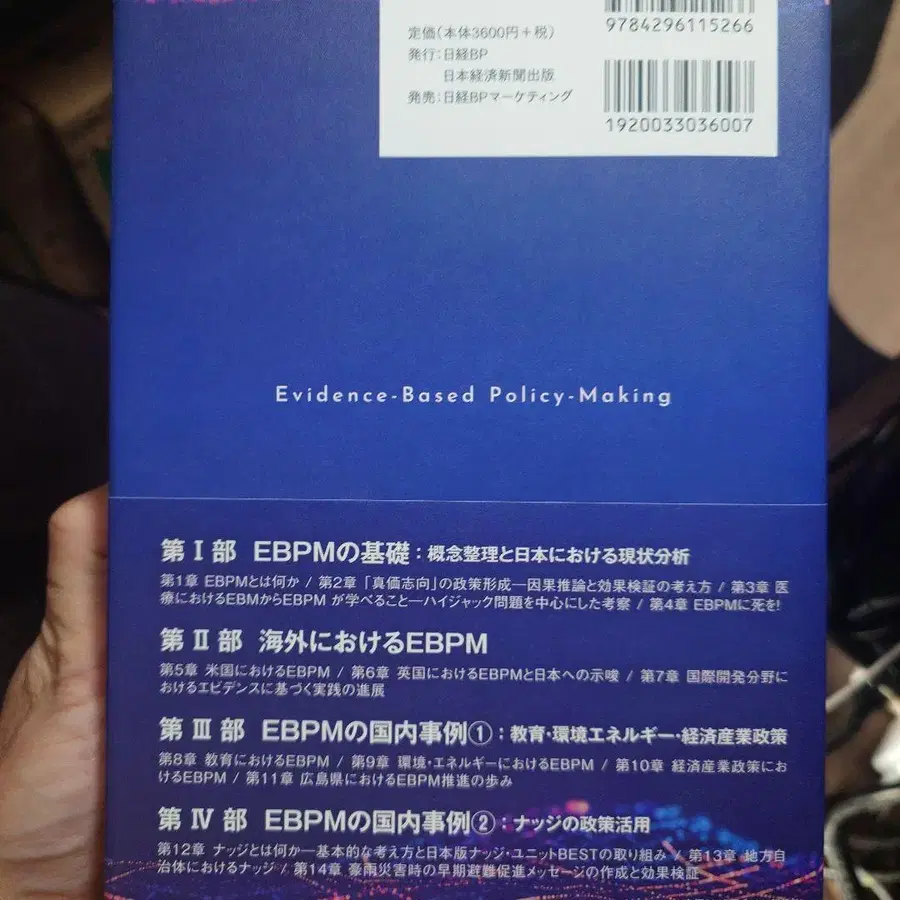 9784296115266
定価(本体3600円+税)
発行:日経BP
日本経済新聞出版
発売:日経BPマーケティング
1920033036007
Evidence-Based Policy-Making
第Ⅰ部 EBPMの基礎:概念整理と日本における現状分析
第1章 EBPMとは何か / 第2章 「真価志向」の政策形成―因果推論と効果検証の考え方 / 第3章 医
療におけるEBMからEBPM が学べること―ハイジャック問題を中心にした考察 / 第4章 EBPMに死を!
第Ⅱ部 海外におけるEBPM
第5章 米国におけるEBPM / 第6章 英国におけるEBPMと日本への示唆 / 第7章 国際開発分野に
おけるエビデンスに基づく実践の進展
第Ⅲ部 EBPMの国内事例①:教育・環境エネルギー・経済産業政策
第8章 教育におけるEBPM / 第9章 環境・エネルギーにおけるEBPM / 第10章 経済産業政策にお
けるEBPM / 第11章 広島県におけるEBPM推進の歩み
第Ⅳ部 EBPMの国内事例②:ナッジの政策活用
第12章 ナッジとは何か―基本的な考え方と日本版ナッジ・ユニットBESTの取り組み / 第13章 地方自
治体におけるナッジ / 第14章 豪雨災害時の早期避難促進メッセージの作成と効果検証